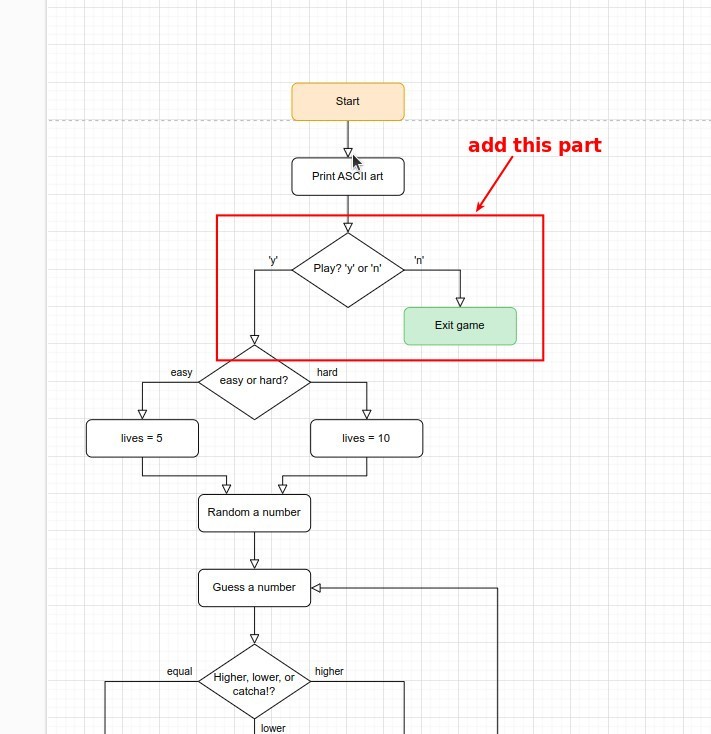 Start
add this part
Print ASCII art
'y'
Play? 'y' or 'n'
'n'
Exit game
easy
easy or hard?
hard
lives = 5
lives = 10
Random a number
Guess a number
equal
Higher, lower, or
catcha!?
higher
lower